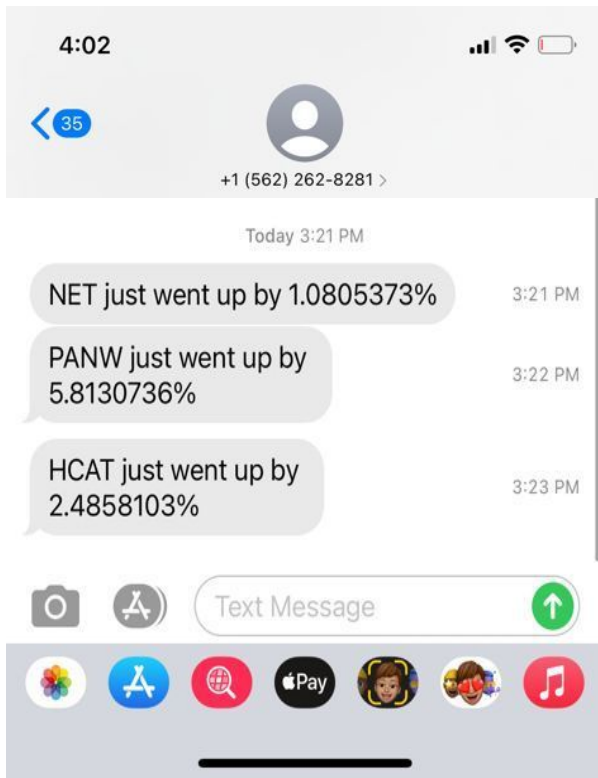 4:02
35
+1 (562) 262-8281 >
Today 3:21 PM
NET just went up by 1.0805373%
3:21 PM
PANW just went up by
5.8130736%
3:22 PM
HCAT just went up by
2.4858103%
3:23 PM
Text Message
Pay